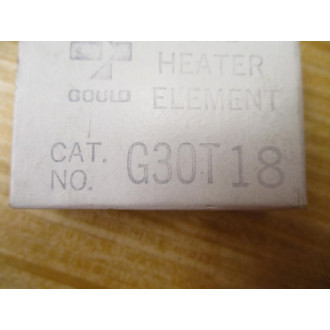 HEATER
GOULD ELEMENT
CAT. NO. G30T18